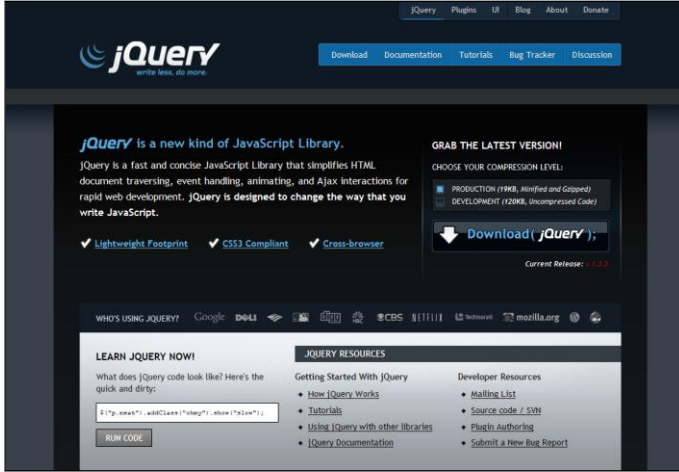 jQuery Plugins UI Blog About Donate
jQuery
write less, do more.
Download Documentation Tutorials Bug Tracker Discussion
jQuery is a new kind of JavaScript Library.
jQuery is a fast and concise JavaScript Library that simplifies HTML
document traversing, event handling, animating, and Ajax interactions for
rapid web development. jQuery is designed to change the way that you
write JavaScript.
Lightweight Footprint CSS3 Compliant Cross-browser
GRAB THE LATEST VERSION!
CHOOSE YOUR COMPRESSION LEVEL:
PRODUCTION (19KB, Minified and Gzipped)
DEVELOPMENT (120KB, Uncompressed Code)
Download( jQuery );
Current Release:
WHO'S USING JQUERY? Google DELL NBC CBS NETFLIX Technorati mozilla.org
LEARN JQUERY NOW!
What does jQuery code look like? Here's the
quick and dirty:
$("p.neat").addClass("ohmy").show("slow");
RUN CODE
JQUERY RESOURCES
Getting Started With jQuery
How jQuery Works
Tutorials
Using jQuery with other libraries
jQuery Documentation
Developer Resources
Mailing List
Source code / SVN
Plugin Authoring
Submit a New Bug Report